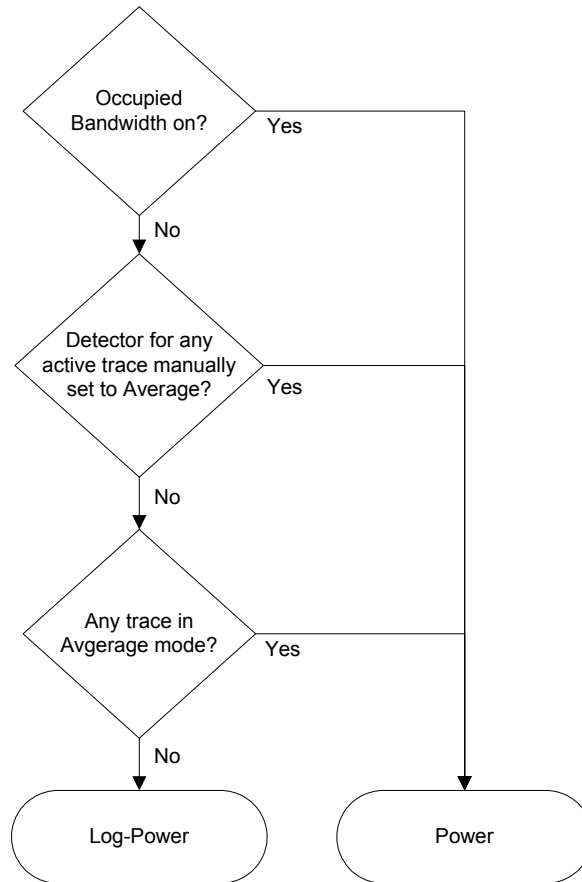 Occupied
Bandwidth on?
Yes
No
Detector for any
active trace manually
set to Average?
Yes
No
Any trace in
Avgerage mode?
Yes
No
Log-Power
Power